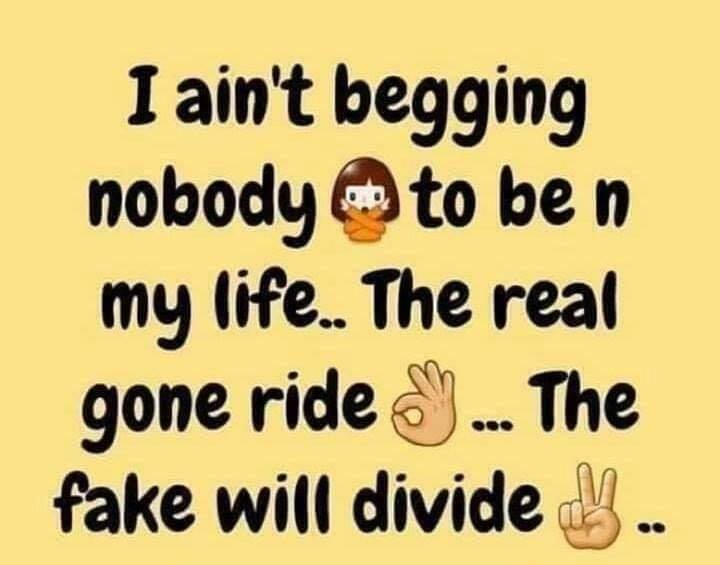 I ain't begging
nobody 🙅 to be n
my life.. The real
gone ride 👌 ... The
fake will divide ✌ ..